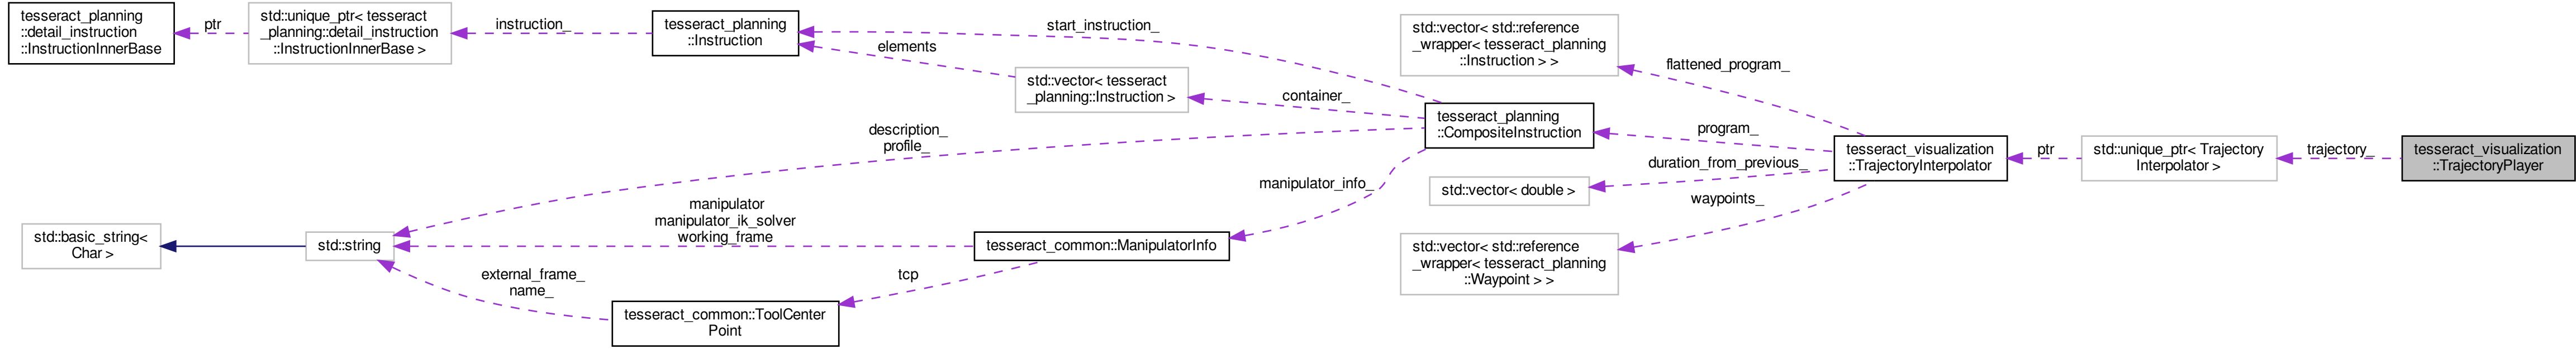 tesseract_planning
::detail_instruction
::InstructionInnerBase
ptr
std::unique_ptr< tesseract
_planning::detail_instruction
::InstructionInnerBase >
instruction_
tesseract_planning
::Instruction
start_instruction_
elements
std::vector< tesseract
_planning::Instruction >
container_
std::vector< std::reference
_wrapper< tesseract_planning
::Instruction > >
flattened_program_
tesseract_planning
::CompositeInstruction
program_
description_
profile_
duration_from_previous_
std::vector< double >
tesseract_visualization
::TrajectoryInterpolator
ptr
std::unique_ptr< Trajectory
Interpolator >
trajectory_
tesseract_visualization
::TrajectoryPlayer
manipulator_info_
waypoints_
manipulator
manipulator_ik_solver
working_frame
std::basic_string<
Char >
std::string
tesseract_common::ManipulatorInfo
std::vector< std::reference
_wrapper< tesseract_planning
::Waypoint > >
external_frame_
name_
tcp
tesseract_common::ToolCenter
Point